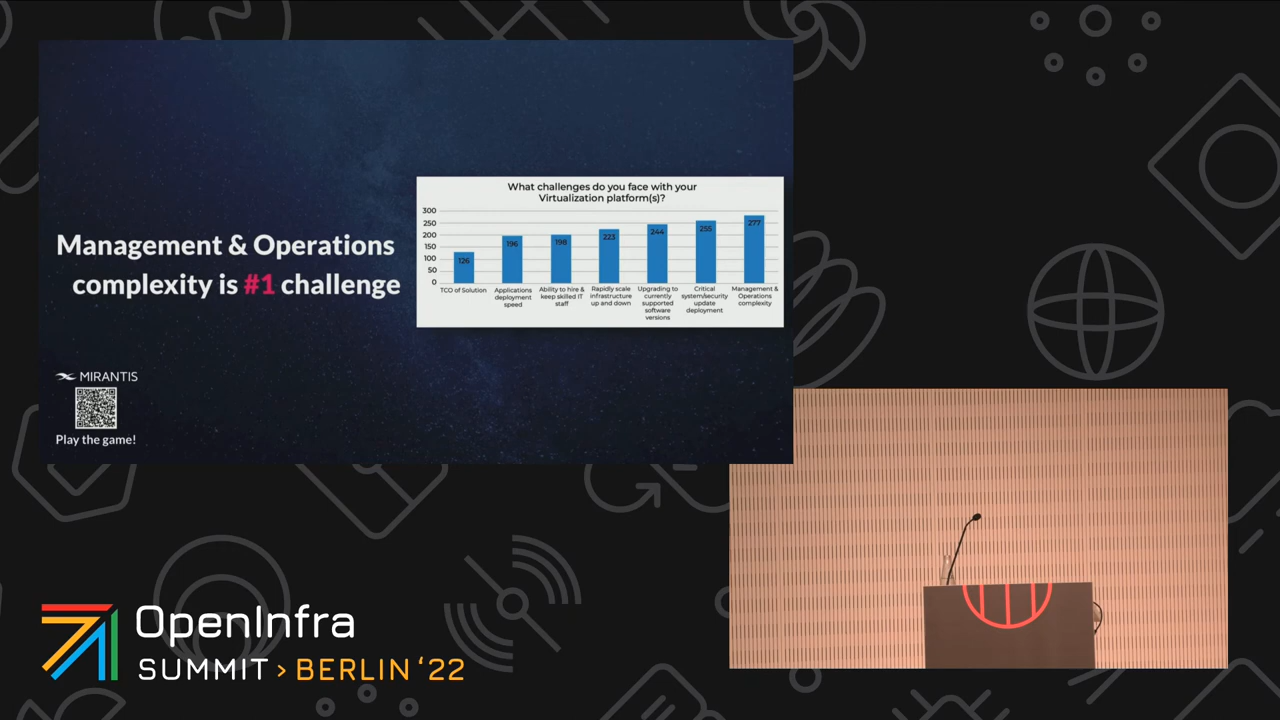 Management & Operations
complexity is #1 challenge
What challenges do you face with your
Virtualization platform(s)?
300
250
200
150
100
50
0
126
196
198
223
244
255
277
TCO of Solution
Applications
deployment
speed
Ability to hire &
keep skilled IT
staff
Rapidly scale
infrastructure
up and down
Upgrading to
currently
supported
software
versions
Critical
system/security
update
deployment
Management &
Operations
complexity
MIRANTIS
Play the game!
OpenInfra
SUMMIT > BERLIN ‘22